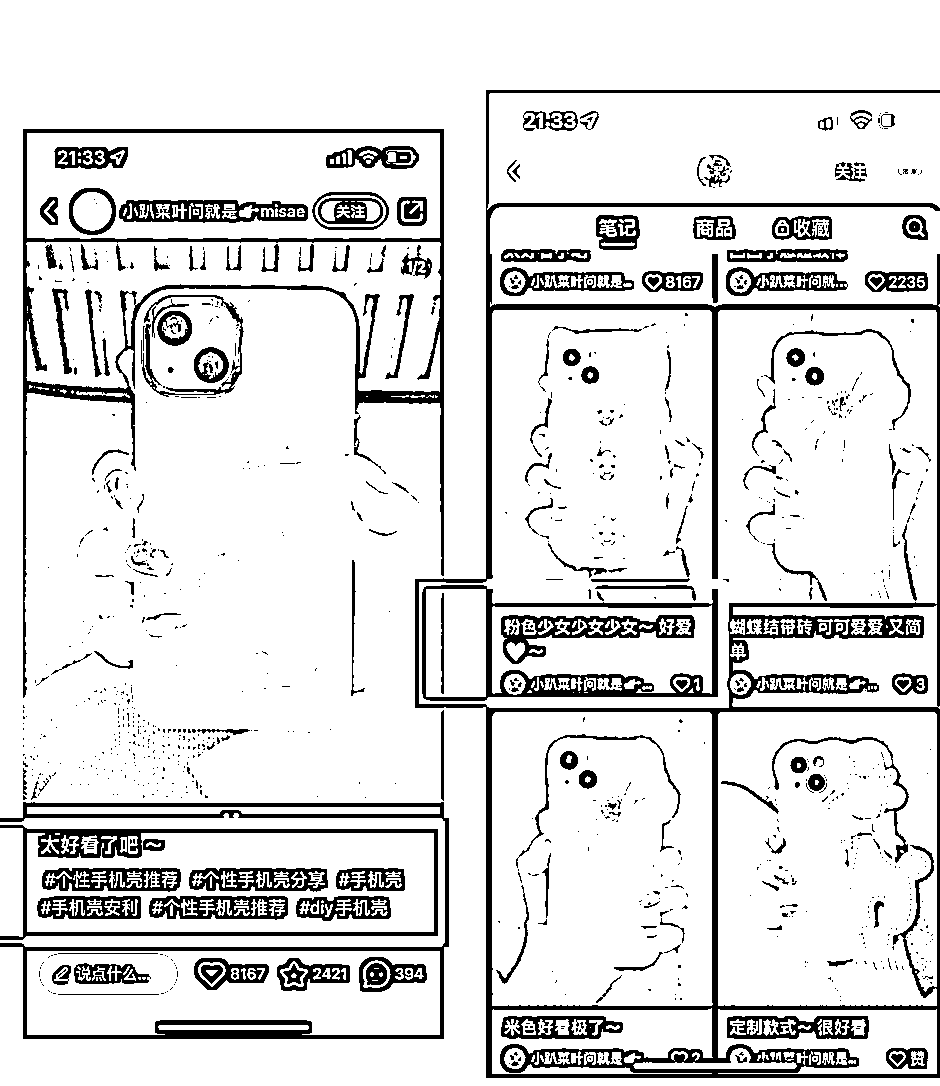 21:33
小趴菜叶问就是👉misae 关注
1/2
太好看了吧～
#个性手机壳推荐 #个性手机壳分享 #手机壳
#手机壳安利 #个性手机壳推荐 #diy手机壳
说点什么... 8167 2421 394
21:33
关注
笔记 商品 收藏
小趴菜叶问就是... 8167
小趴菜叶问就... 2235
粉色少女少女少女～ 好爱
🤍～
小趴菜叶问就是👉... 1
蝴蝶结带砖 可可爱爱 又简
单
小趴菜叶问就是👉... 3
米色好看极了～
小趴菜叶问就是👉... 2
定制款式～ 很好看
小趴菜叶问就是... 赞